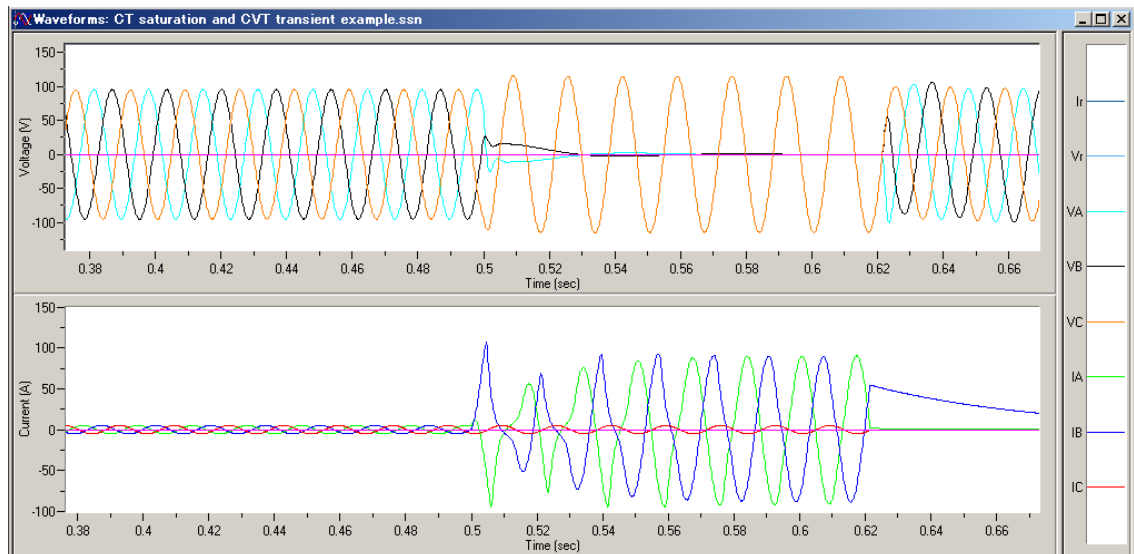 Waveforms: CT saturation and CVT transient example.ssn
150
100
50
0
-50
-100
Voltage (V)
0.38 0.4 0.42 0.44 0.46 0.48 0.5 0.52 0.54 0.56 0.58 0.6 0.62 0.64 0.66
Time (sec)
150
100
50
0
-50
-100
Current (A)
0.38 0.4 0.42 0.44 0.46 0.48 0.5 0.52 0.54 0.56 0.58 0.6 0.62 0.64 0.66
Time (sec)
Ir
Vr
VA
VB
VC
IA
IB
IC